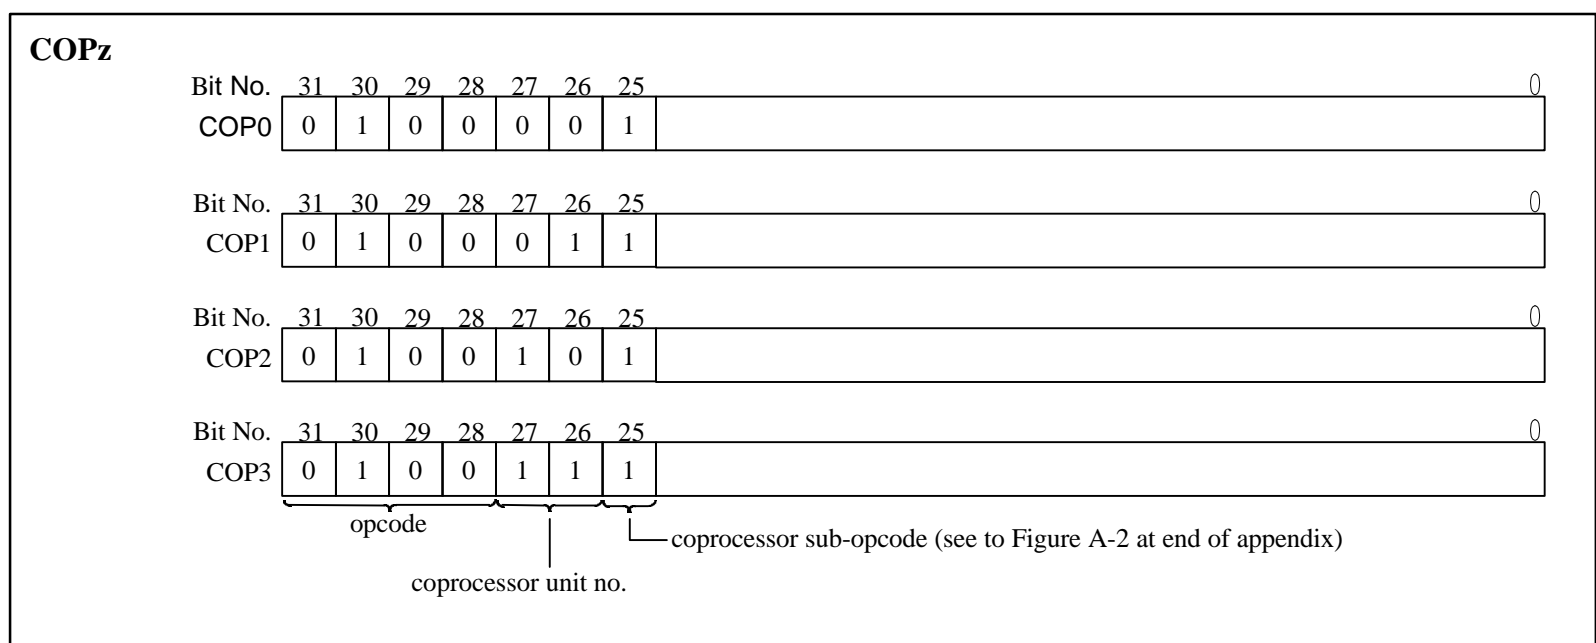 COPz
Bit No. 31 30 29 28 27 26 25 0
COP0 0 1 0 0 0 0 1
Bit No. 31 30 29 28 27 26 25 0
COP1 0 1 0 0 0 1 1
Bit No. 31 30 29 28 27 26 25 0
COP2 0 1 0 0 1 0 1
Bit No. 31 30 29 28 27 26 25 0
COP3 0 1 0 0 1 1 1
opcode
coprocessor sub-opcode (see to Figure A-2 at end of appendix)
coprocessor unit no.